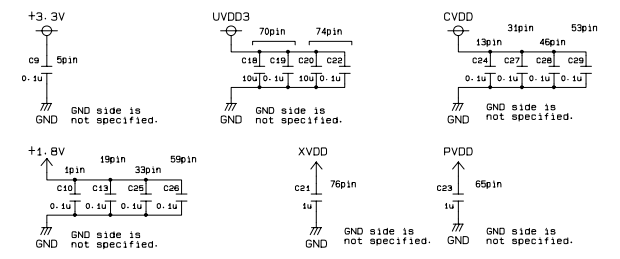 +3.3V
C9
5pin
0.1u
GND
GND side is
not specified.
UVDD3
70pin
74pin
C18
C19
C20
C22
10u
0.1u
10u
0.1u
GND
GND side is
not specified.
CVDD
31pin
53pin
13pin
46pin
C24
C27
C28
C29
0.1u
0.1u
0.1u
0.1u
GND
GND side is
not specified.
+1.8V
19pin
59pin
1pin
33pin
C10
C13
C25
C26
0.1u
0.1u
0.1u
0.1u
GND
GND side is
not specified.
XVDD
C21
76pin
1u
GND
GND side is
not specified.
PVDD
C23
65pin
1u
GND
GND side is
not specified.